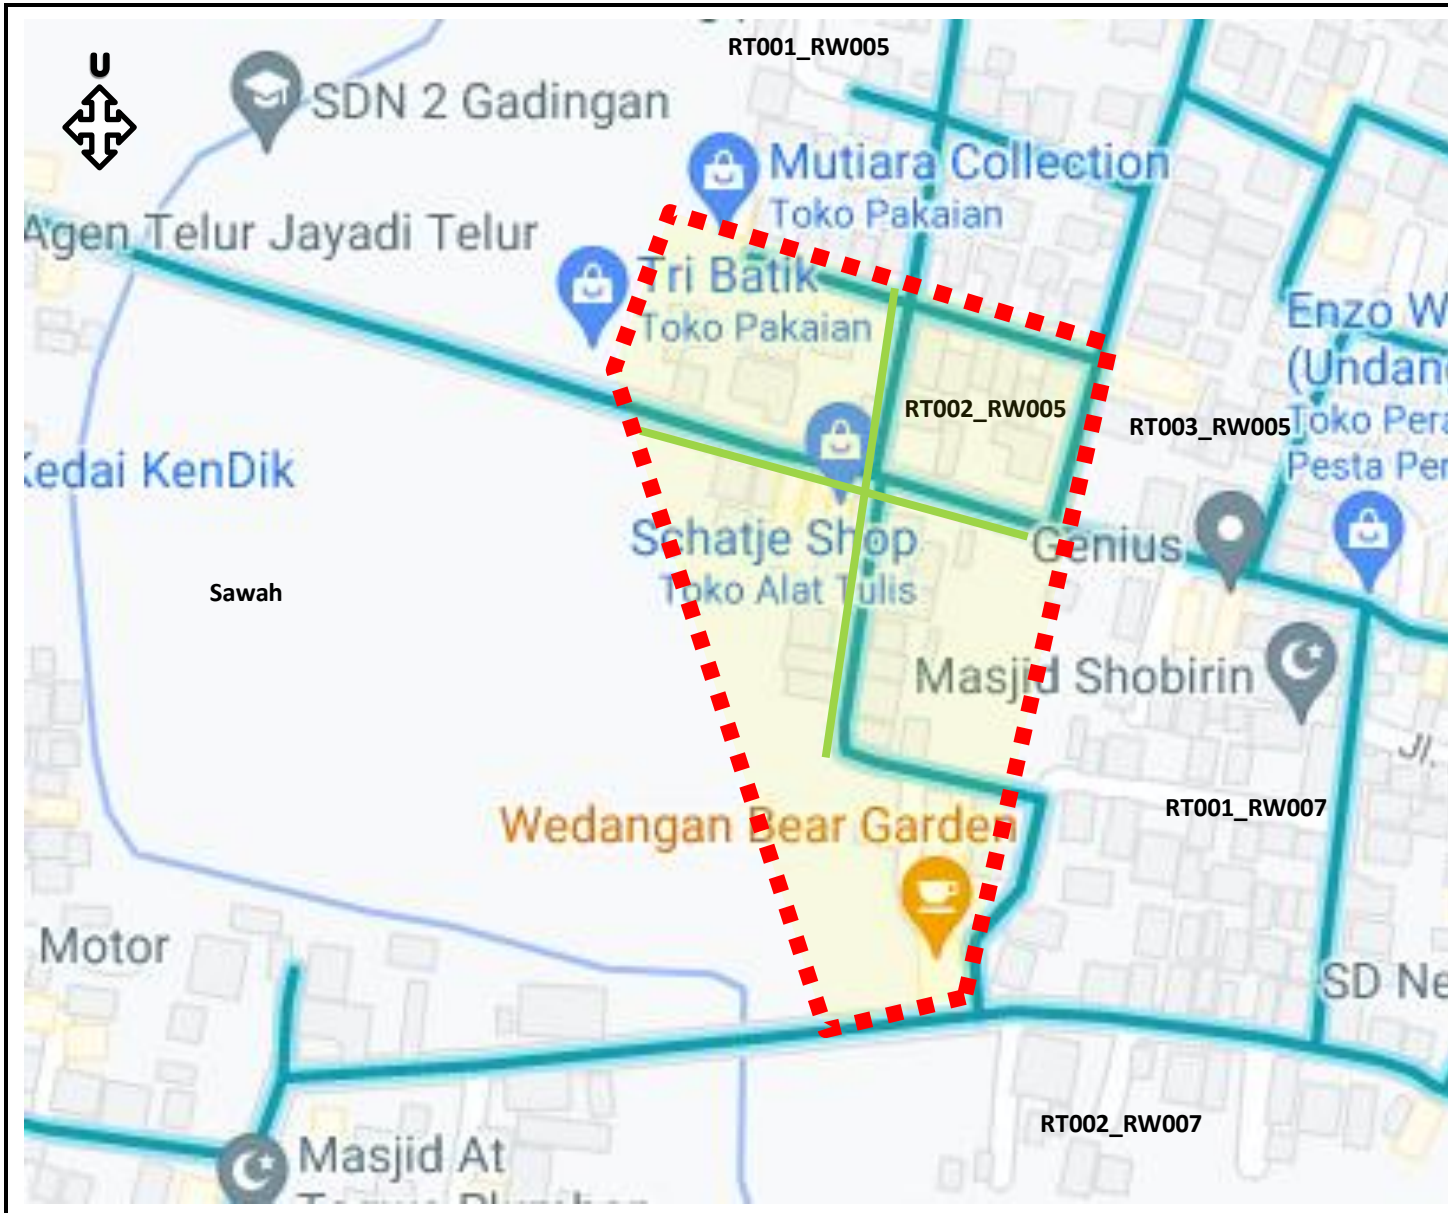 RT001_RW005
U
SDN 2 Gadingan
Mutiara Collection
Toko Pakaian
Agen Telur Jayadi Telur
Tri Batik
Toko Pakaian
Enzo W
(Undang
Toko Pera
Pesta Per
RT002_RW005
RT003_RW005
Kedai KenDik
Schatje Shop
Toko Alat Tulis
Genius
Sawah
Masjid Shobirin
Jl.
RT001_RW007
Wedangan Bear Garden
Motor
SD Ne
RT002_RW007
Masjid At